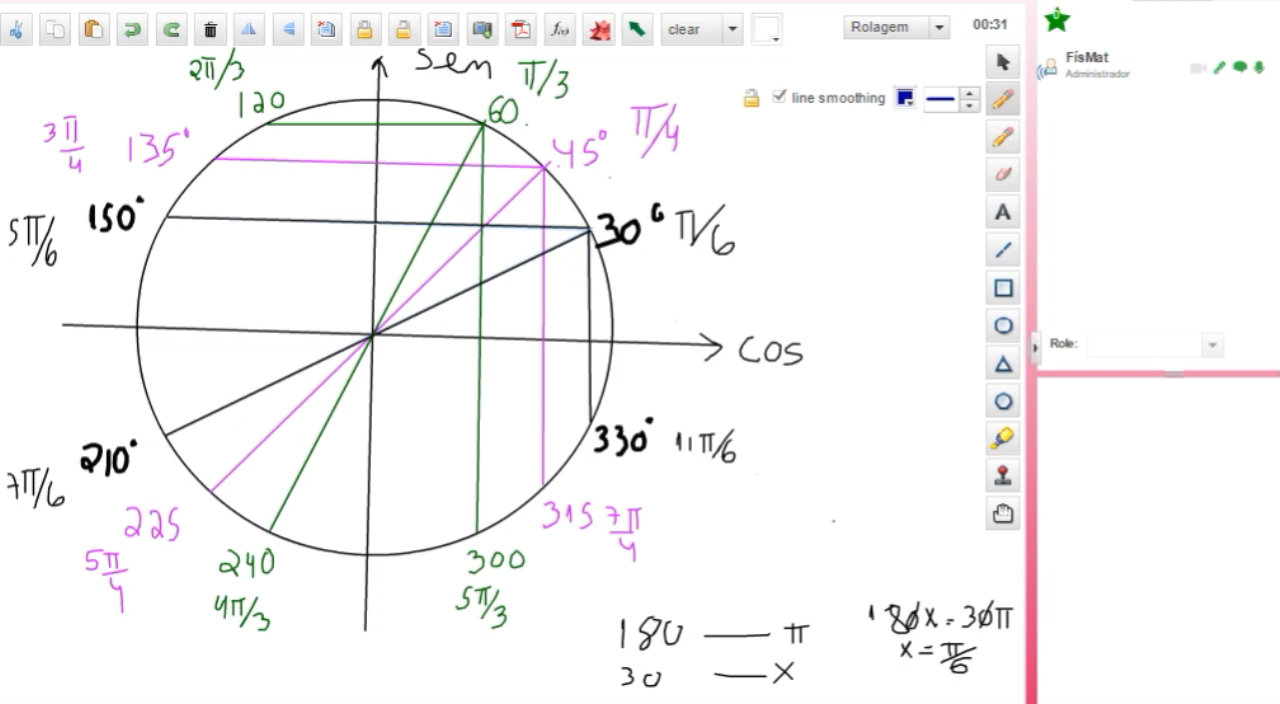 f(x)
clear
Rolagem
00:31
FísMat
Administrador
line smoothing
A
Role:
sen
2π/3
120
60
π/3
3π/4
135°
45°
π/4
5π/6
150°
30°
π/6
cos
7π/6
210°
330°
11π/6
225
5π/4
240
4π/3
300
5π/3
315
7π/4
180 — π
30 — x
180x = 30π
x = π/6